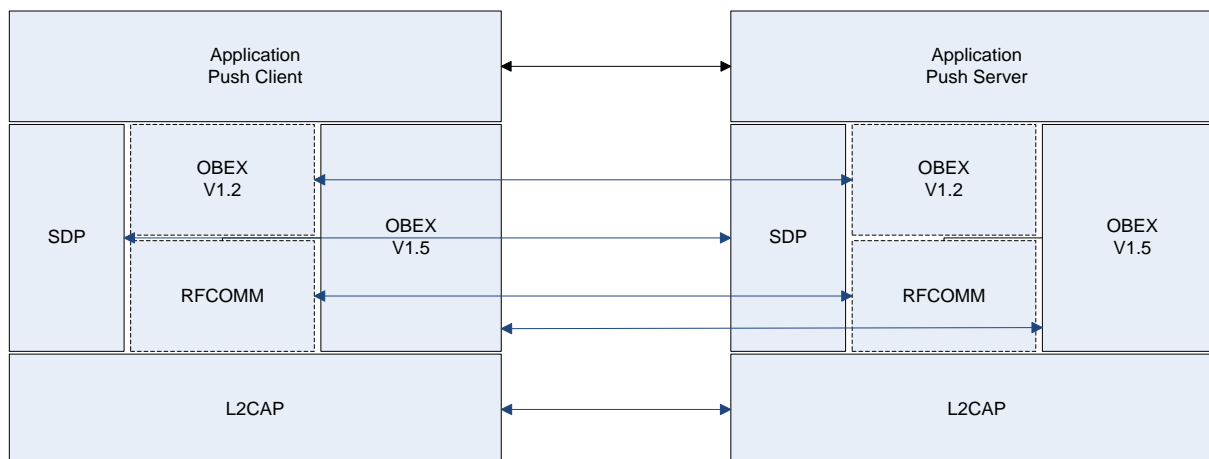 Application
Push Client
Application
Push Server
OBEX
V1.2
SDP
OBEX
V1.5
RFCOMM
L2CAP
OBEX
V1.2
SDP
OBEX
V1.5
RFCOMM
L2CAP